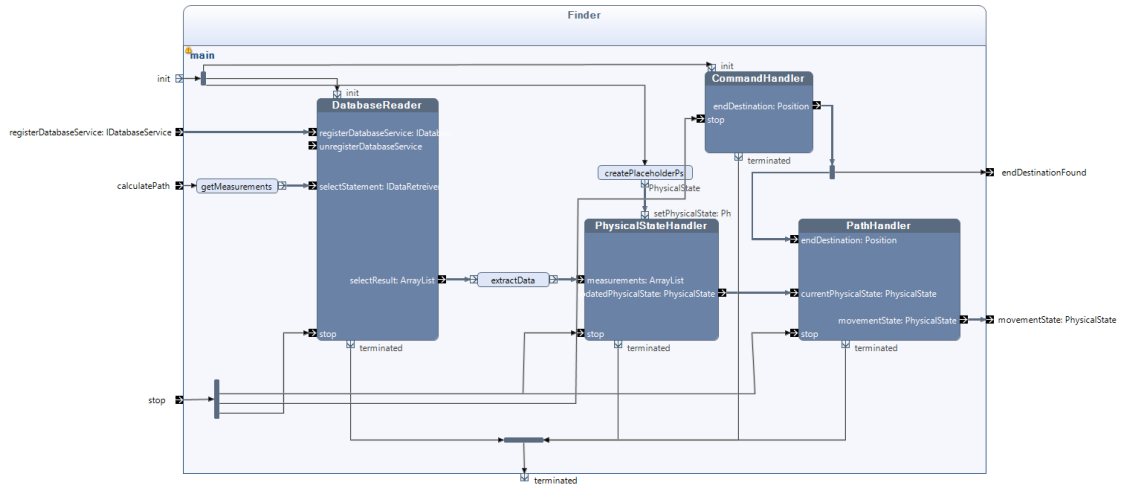 Finder
main
init
init
CommandHandler
endDestination: Position
stop
terminated
init
DatabaseReader
registerDatabaseService: IDatabaseService
registerDatabaseService: IDatab
unregisterDatabaseService
calculatePath
getMeasurements
selectStatement: IDataRetreiver
createPlaceholderPs
PhysicalState
endDestinationFound
setPhysicalState: Ph
PhysicalStateHandler
PathHandler
endDestination: Position
selectResult: ArrayList
extractData
measurements: ArrayList
pdatedPhysicalState: PhysicalState
currentPhysicalState: PhysicalState
movementState: PhysicalState
movementState: PhysicalState
stop
stop
stop
terminated
terminated
terminated
stop
terminated